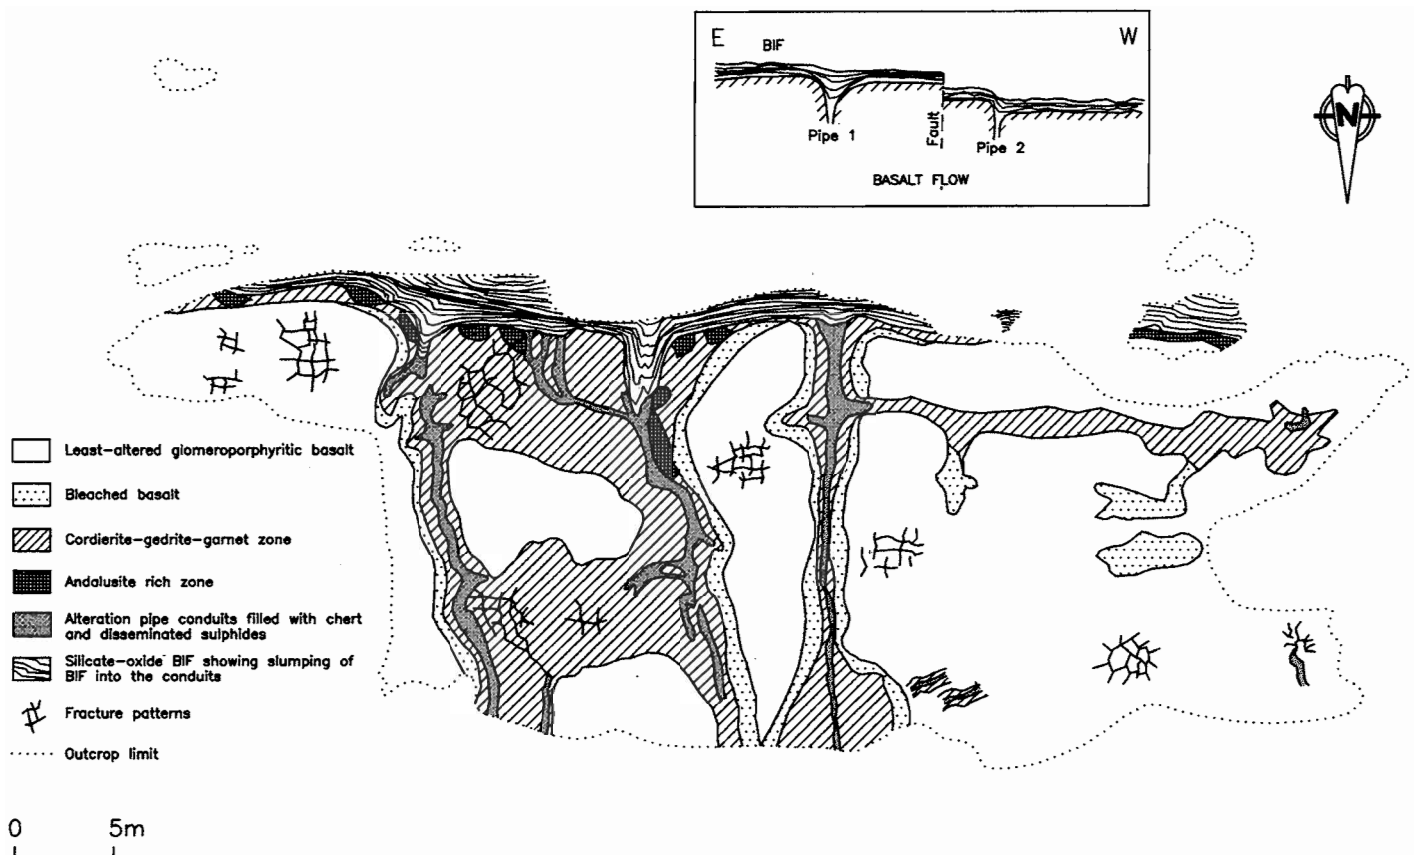 E
W
BIF
Pipe 1
Fault
Pipe 2
BASALT FLOW
N
Least-altered glomeroporphyritic basalt
Bleached basalt
Cordierite-gedrite-garnet zone
Andalusite rich zone
Alteration pipe conduits filled with chert
and disseminated sulphides
Silicate-oxide BIF showing slumping of
BIF into the conduits
Fracture patterns
Outcrop limit
0 5m